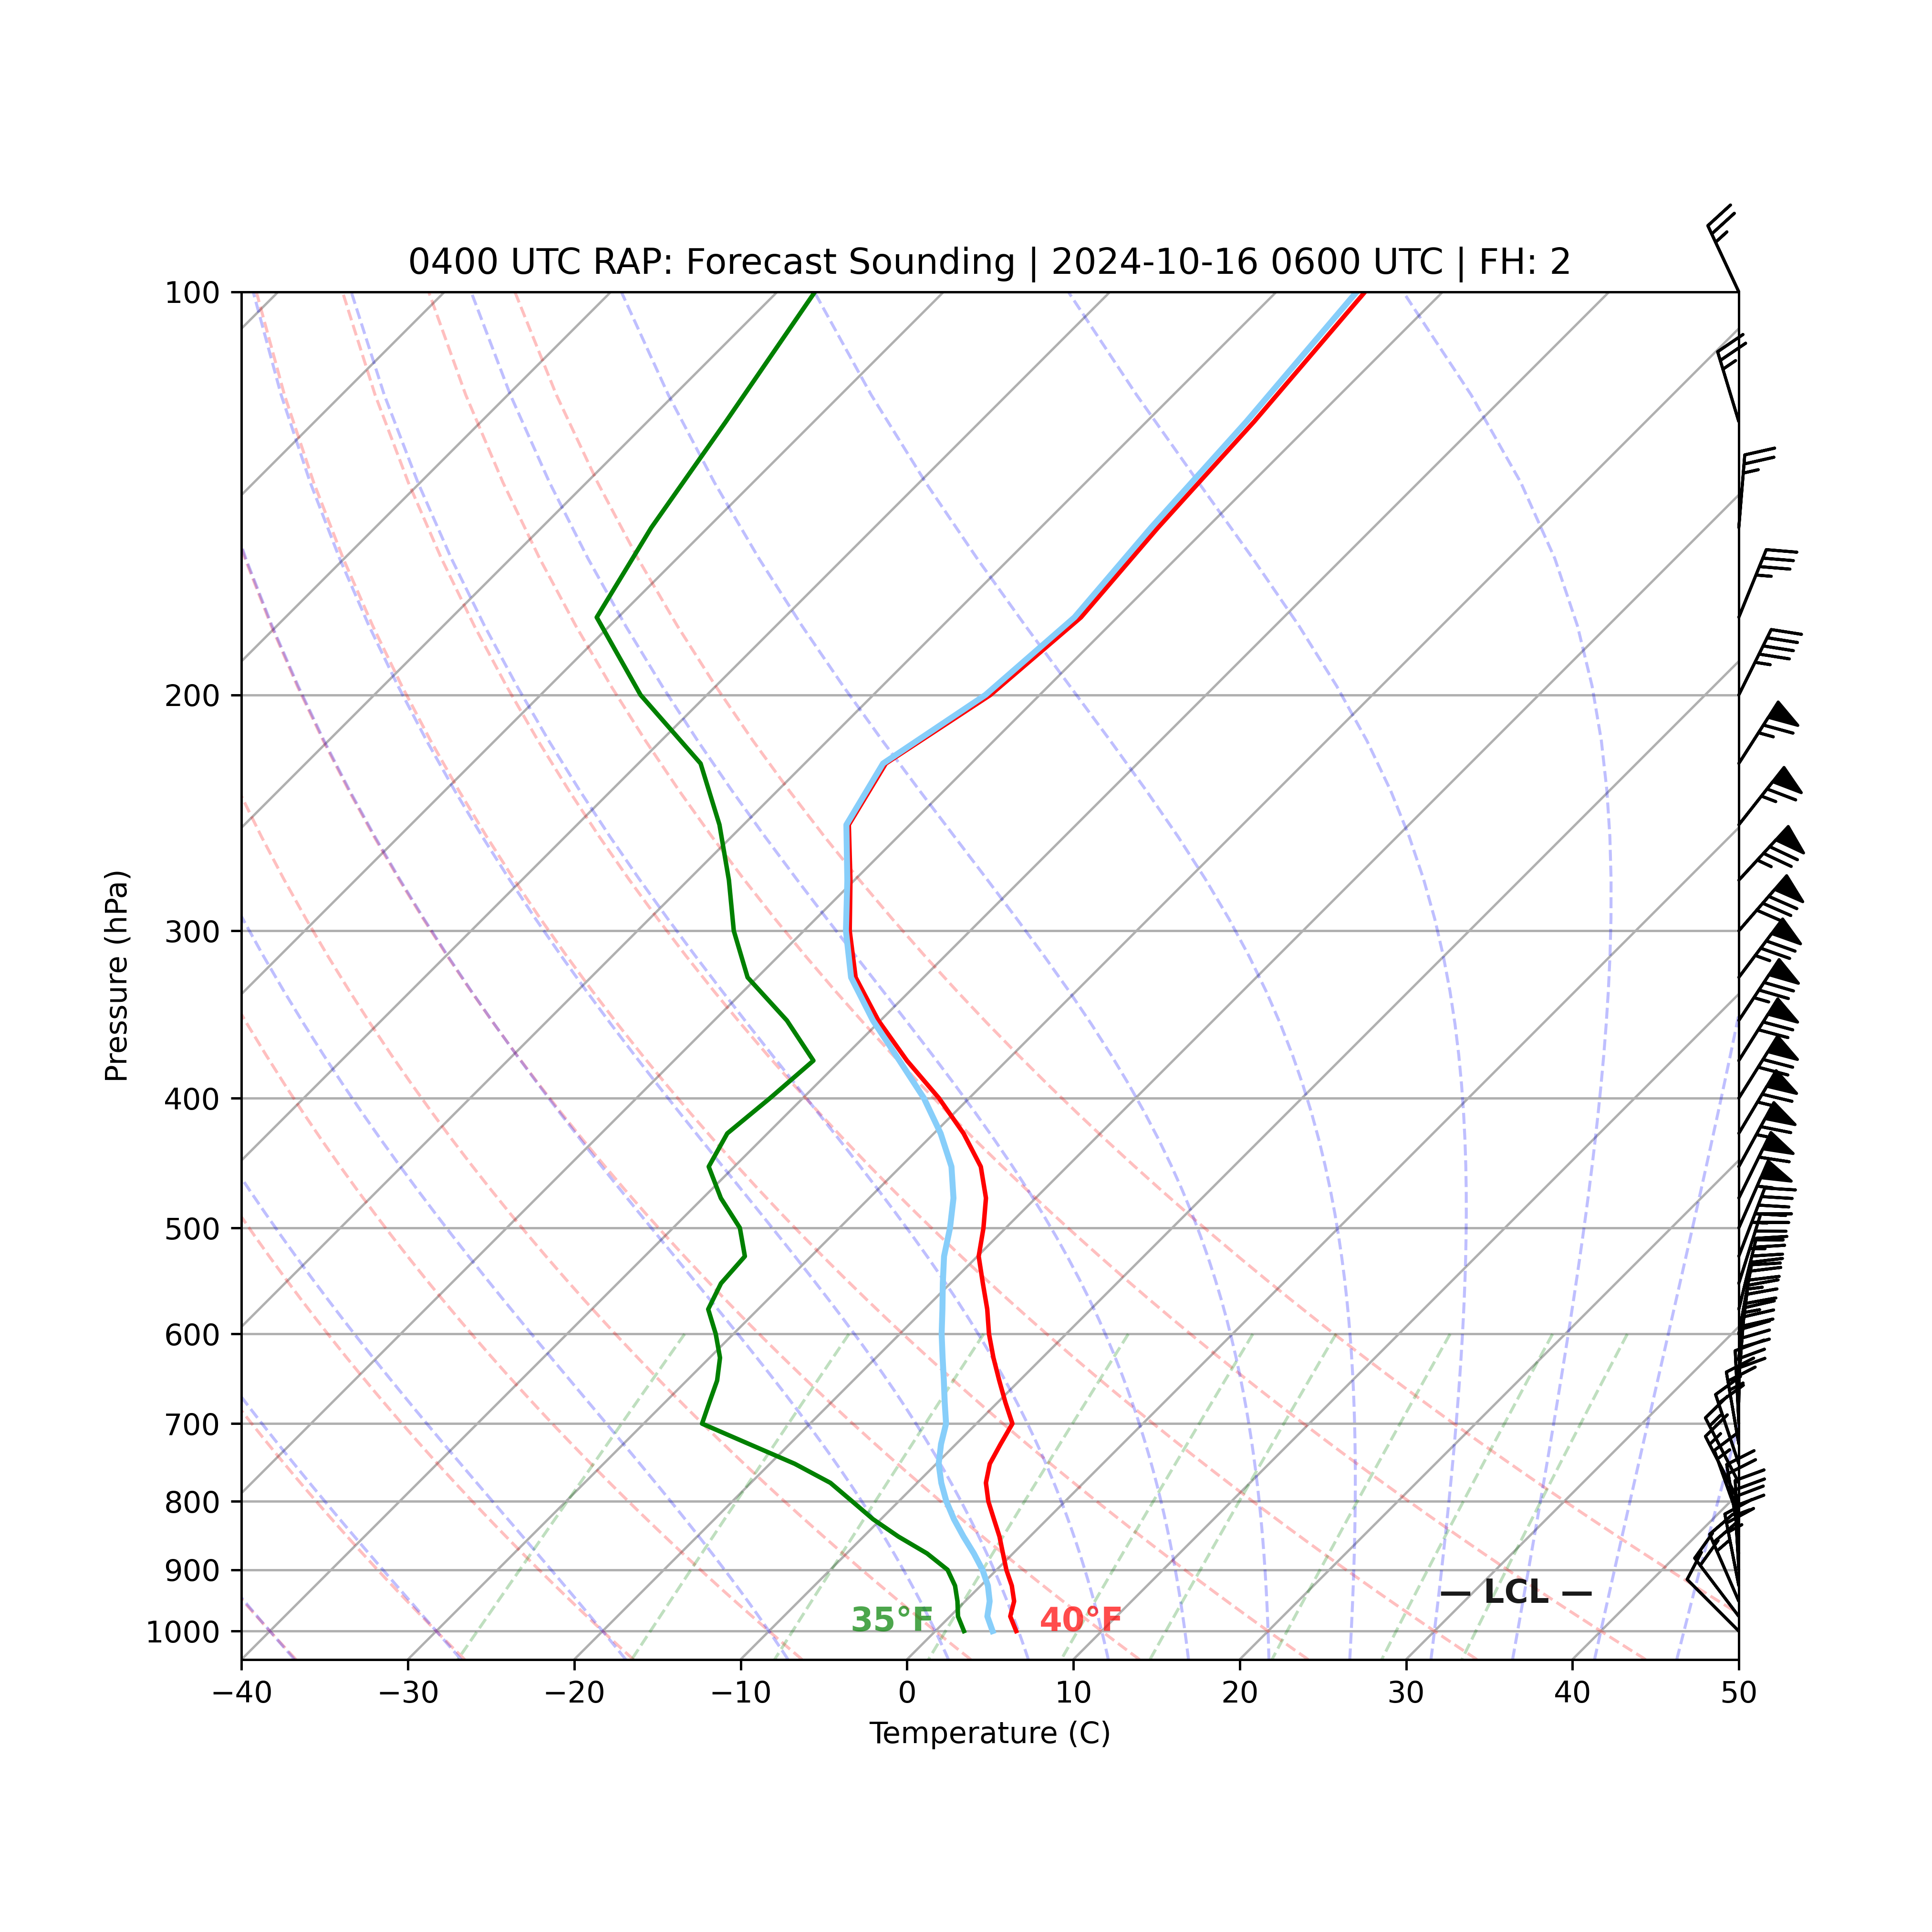 0400 UTC RAP: Forecast Sounding | 2024-10-16 0600 UTC | FH: 2
100
200
300
400
500
600
700
800
900
1000
Pressure (hPa)
35°F
40°F
— LCL —
−40 −30 −20 −10 0 10 20 30 40 50
Temperature (C)